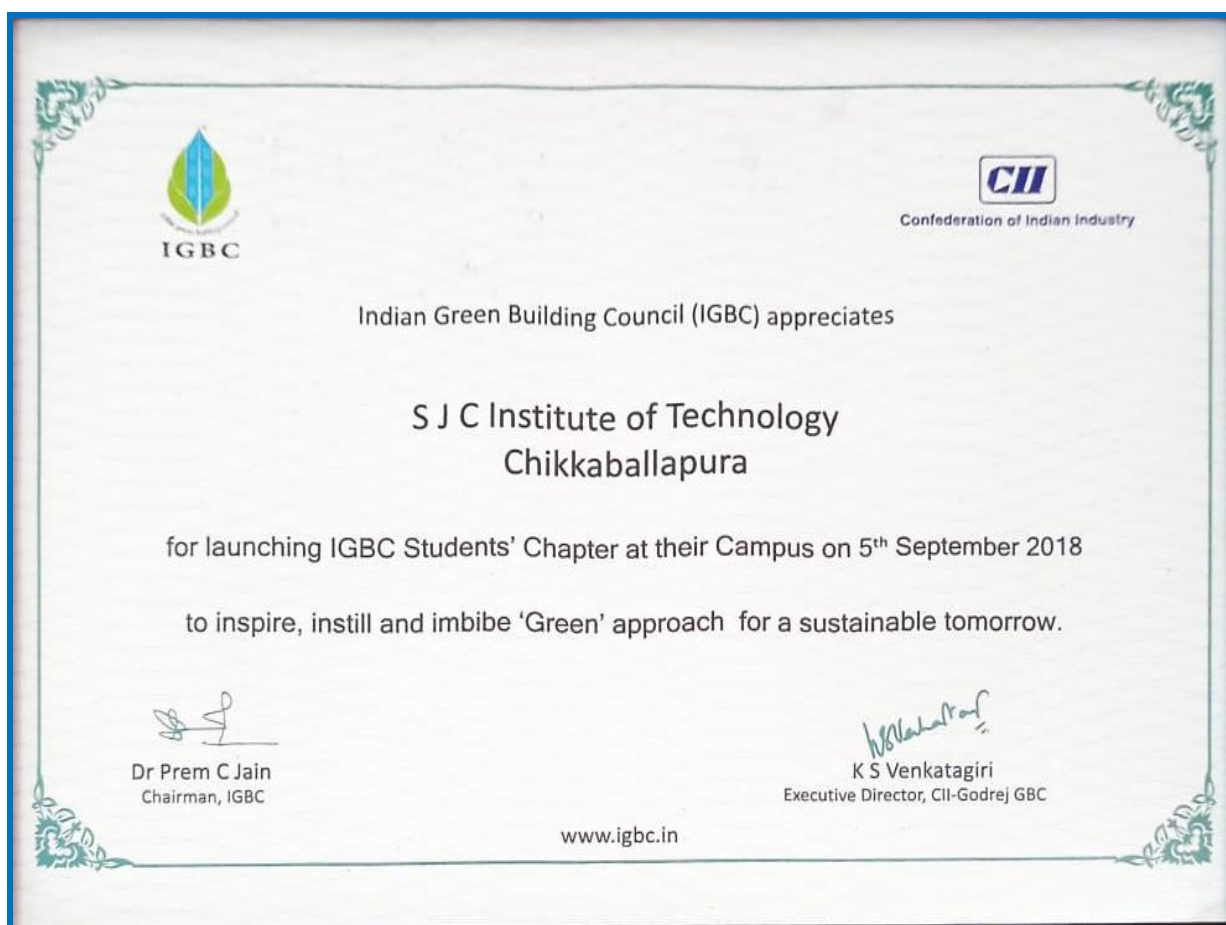 IGBC
CII
Confederation of Indian Industry
Indian Green Building Council (IGBC) appreciates
S J C Institute of Technology
Chikkaballapura
for launching IGBC Students' Chapter at their Campus on 5th September 2018
to inspire, instill and imbibe 'Green' approach for a sustainable tomorrow.
Dr Prem C Jain
Chairman, IGBC
K S Venkatagiri
Executive Director, CII-Godrej GBC
www.igbc.in